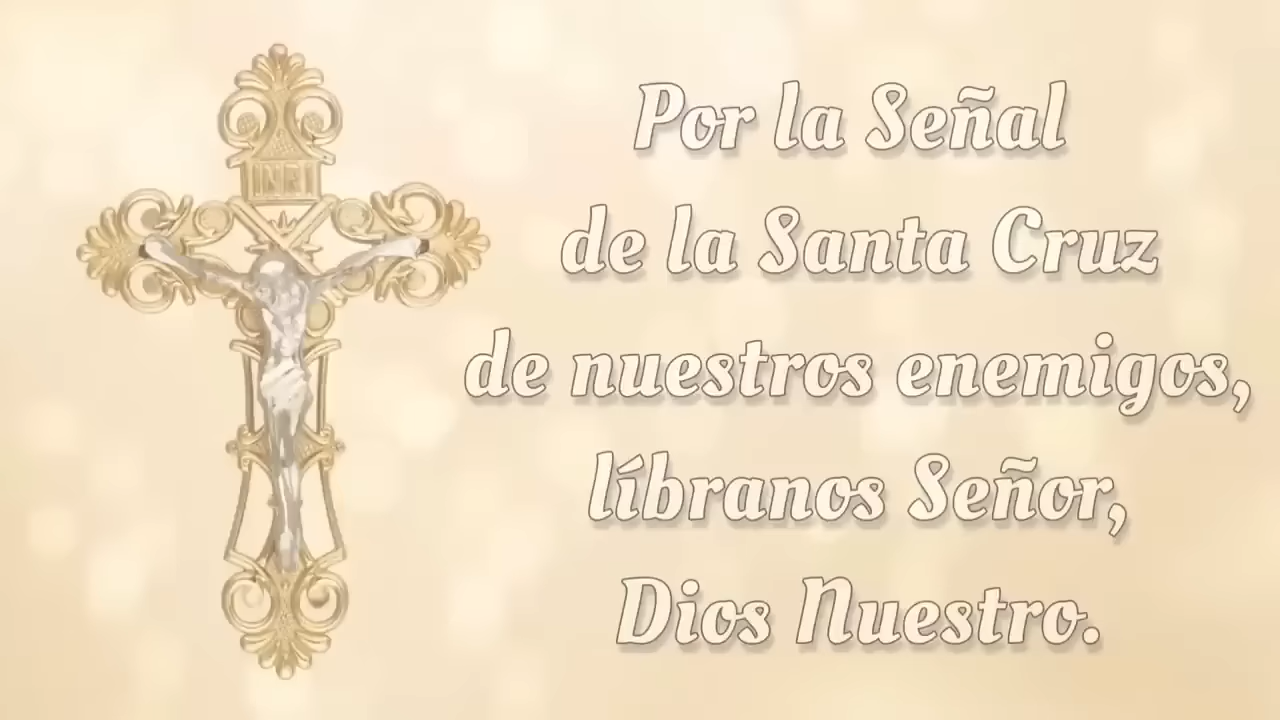 INRI
Por la Señal
de la Santa Cruz
de nuestros enemigos,
líbranos Señor,
Dios Nuestro.